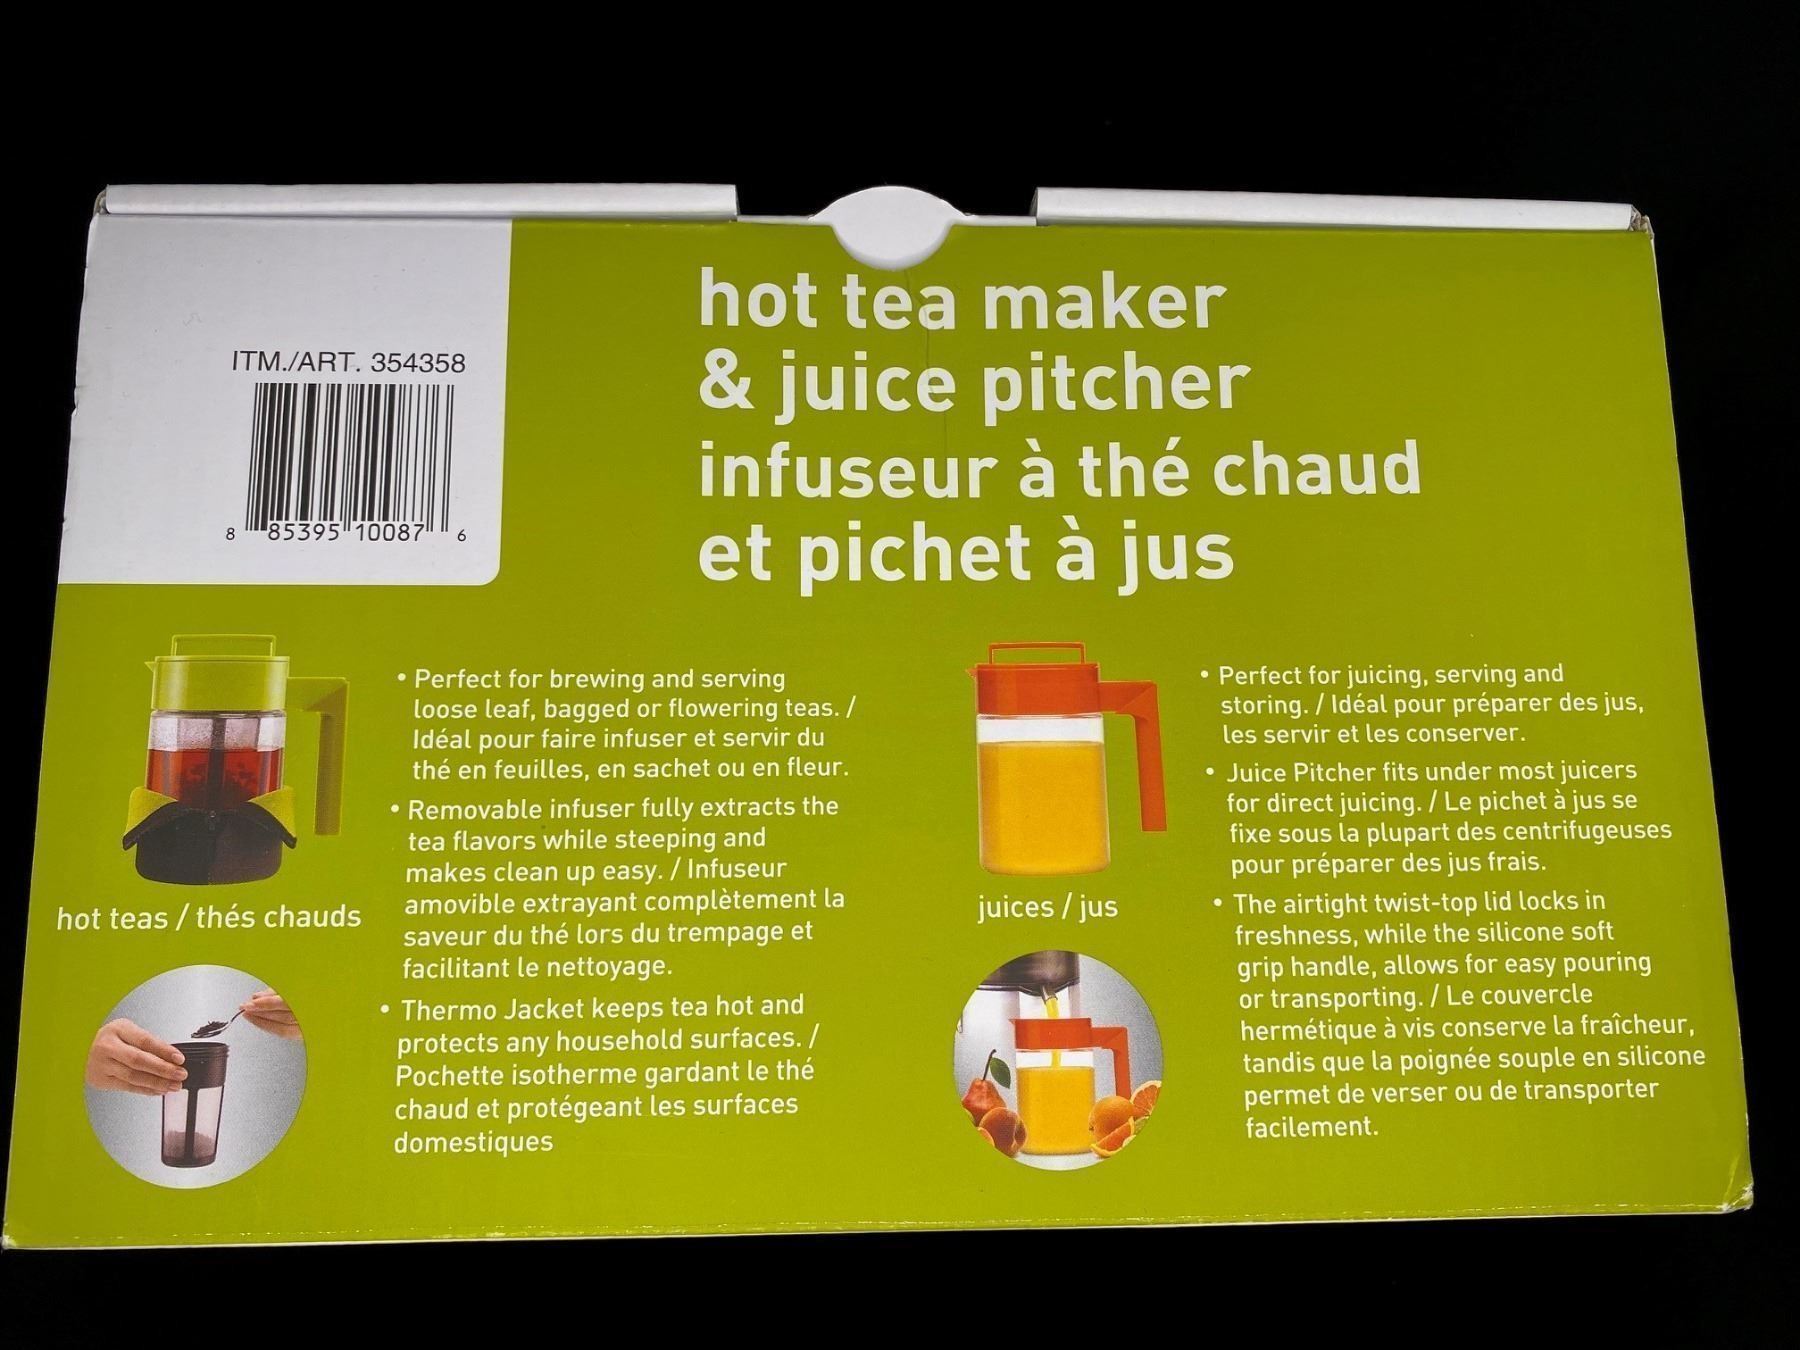 ITM./ART. 354358
8 85395 10087 6
hot tea maker
& juice pitcher
infuseur à thé chaud
et pichet à jus
hot teas / thés chauds
• Perfect for brewing and serving
loose leaf, bagged or flowering teas. /
Idéal pour faire infuser et servir du
thé en feuilles, en sachet ou en fleur.
• Removable infuser fully extracts the
tea flavors while steeping and
makes clean up easy. / Infuseur
amovible extrayant complètement la
saveur du thé lors du trempage et
facilitant le nettoyage.
• Thermo Jacket keeps tea hot and
protects any household surfaces. /
Pochette isotherme gardant le thé
chaud et protégeant les surfaces
domestiques
juices / jus
• Perfect for juicing, serving and
storing. / Idéal pour préparer des jus,
les servir et les conserver.
• Juice Pitcher fits under most juicers
for direct juicing. / Le pichet à jus se
fixe sous la plupart des centrifugeuses
pour préparer des jus frais.
• The airtight twist-top lid locks in
freshness, while the silicone soft
grip handle, allows for easy pouring
or transporting. / Le couvercle
hermétique à vis conserve la fraîcheur,
tandis que la poignée souple en silicone
permet de verser ou de transporter
facilement.